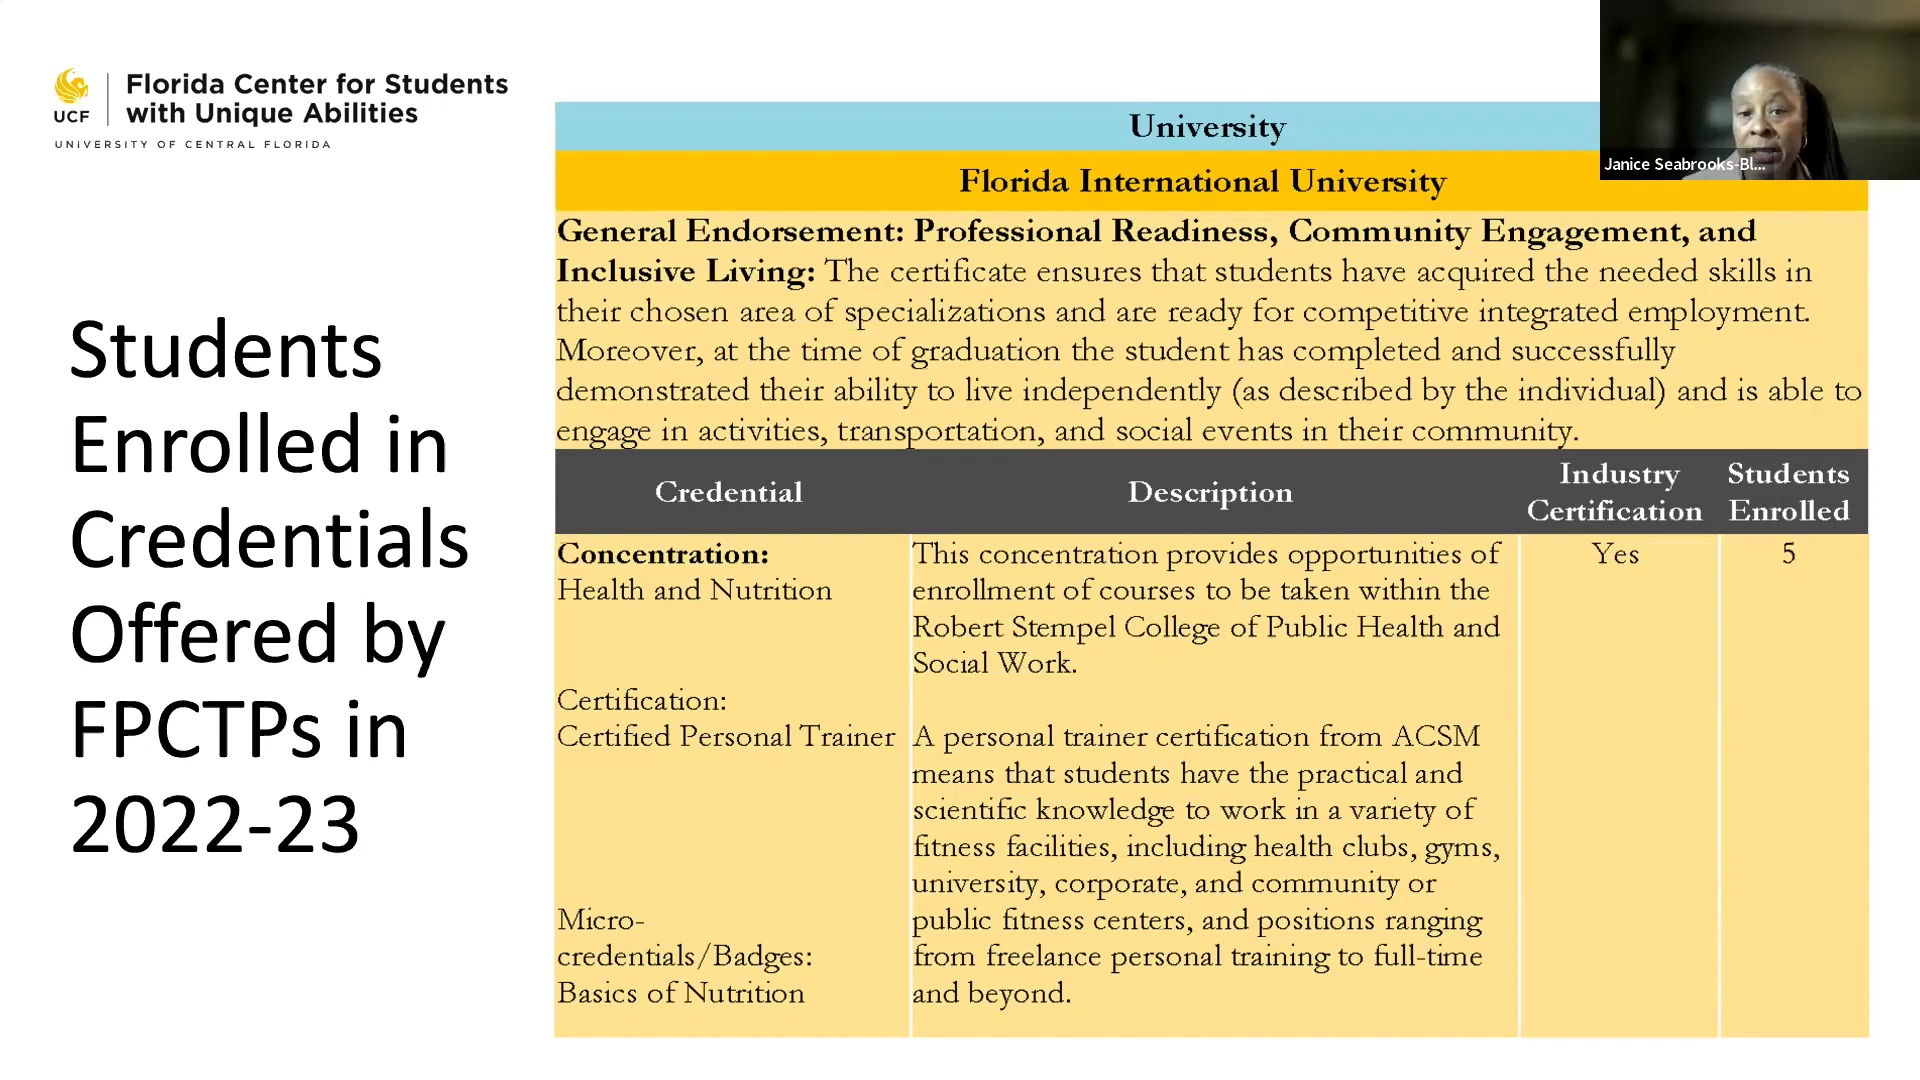 UCF
Florida Center for Students
with Unique Abilities
UNIVERSITY OF CENTRAL FLORIDA
Students
Enrolled in
Credentials
Offered by
FPCTPs in
2022-23
University
Florida International University
General Endorsement: Professional Readiness, Community Engagement, and
Inclusive Living: The certificate ensures that students have acquired the needed skills in
their chosen area of specializations and are ready for competitive integrated employment.
Moreover, at the time of graduation the student has completed and successfully
demonstrated their ability to live independently (as described by the individual) and is able to
engage in activities, transportation, and social events in their community.
Credential
Description
Industry
Certification
Students
Enrolled
Concentration:
Health and Nutrition
Certification:
Certified Personal Trainer
Micro-
credentials/Badges:
Basics of Nutrition
This concentration provides opportunities of
enrollment of courses to be taken within the
Robert Stempel College of Public Health and
Social Work.
A personal trainer certification from ACSM
means that students have the practical and
scientific knowledge to work in a variety of
fitness facilities, including health clubs, gyms,
university, corporate, and community or
public fitness centers, and positions ranging
from freelance personal training to full-time
and beyond.
Yes
5
Janice Seabrooks-Bl...